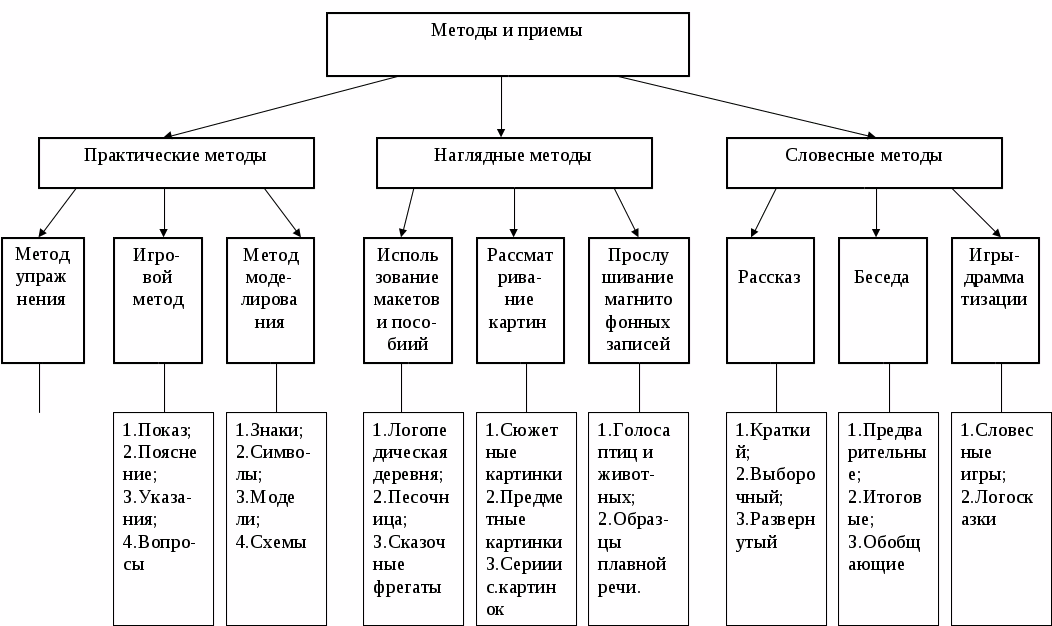 Методы и приемы
Практические методы
Наглядные методы
Словесные методы
Метод
упраж
нения
Игро-
вой
метод
Метод
моде-
лирова
ния
Исполь
зование
макетов
и посо-
биий
Рассмат
рива-
ние
картин
Прослу
шивание
магнито
фонных
записей
Рассказ
Беседа
Игры-
драмма
тизации
1.Показ;
2.Поясне
ние;
3.Указа-
ния;
4.Вопро-
сы
1.Знаки;
2.Симво-
лы;
3.Моде
ли;
4.Схемы
1.Логопе
дическая
деревня;
2.Песочн
ица;
3.Сказоч
ные
фрегаты
1.Сюжет
ные
картинки
2.Предме
тные
картинки
3.Сериии
с.картин
ок
1.Голоса
птиц и
живот-
ных;
2.Образ-
цы
плавной
речи.
1.Кратки
й;
2.Выборо
чный;
3.Разверн
утый
1.Предва
рительны
е;
2.Итогов
ые;
3.Обобщ
ающие
1.Словес
ные
игры;
2.Логоск
азки